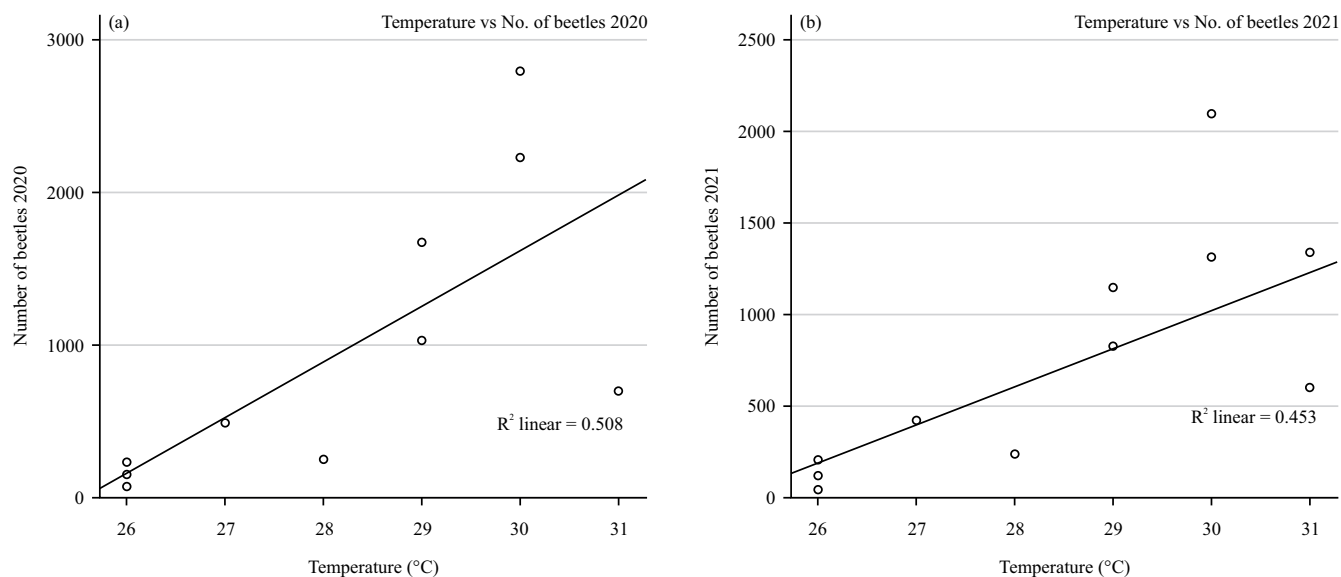 (a)
Temperature vs No. of beetles 2020
3000
2000
1000
0
Number of beetles 2020
R² linear = 0.508
26 27 28 29 30 31
Temperature (°C)
(b)
Temperature vs No. of beetles 2021
2500
2000
1500
1000
500
0
Number of beetles 2021
R² linear = 0.453
26 27 28 29 30 31
Temperature (°C)